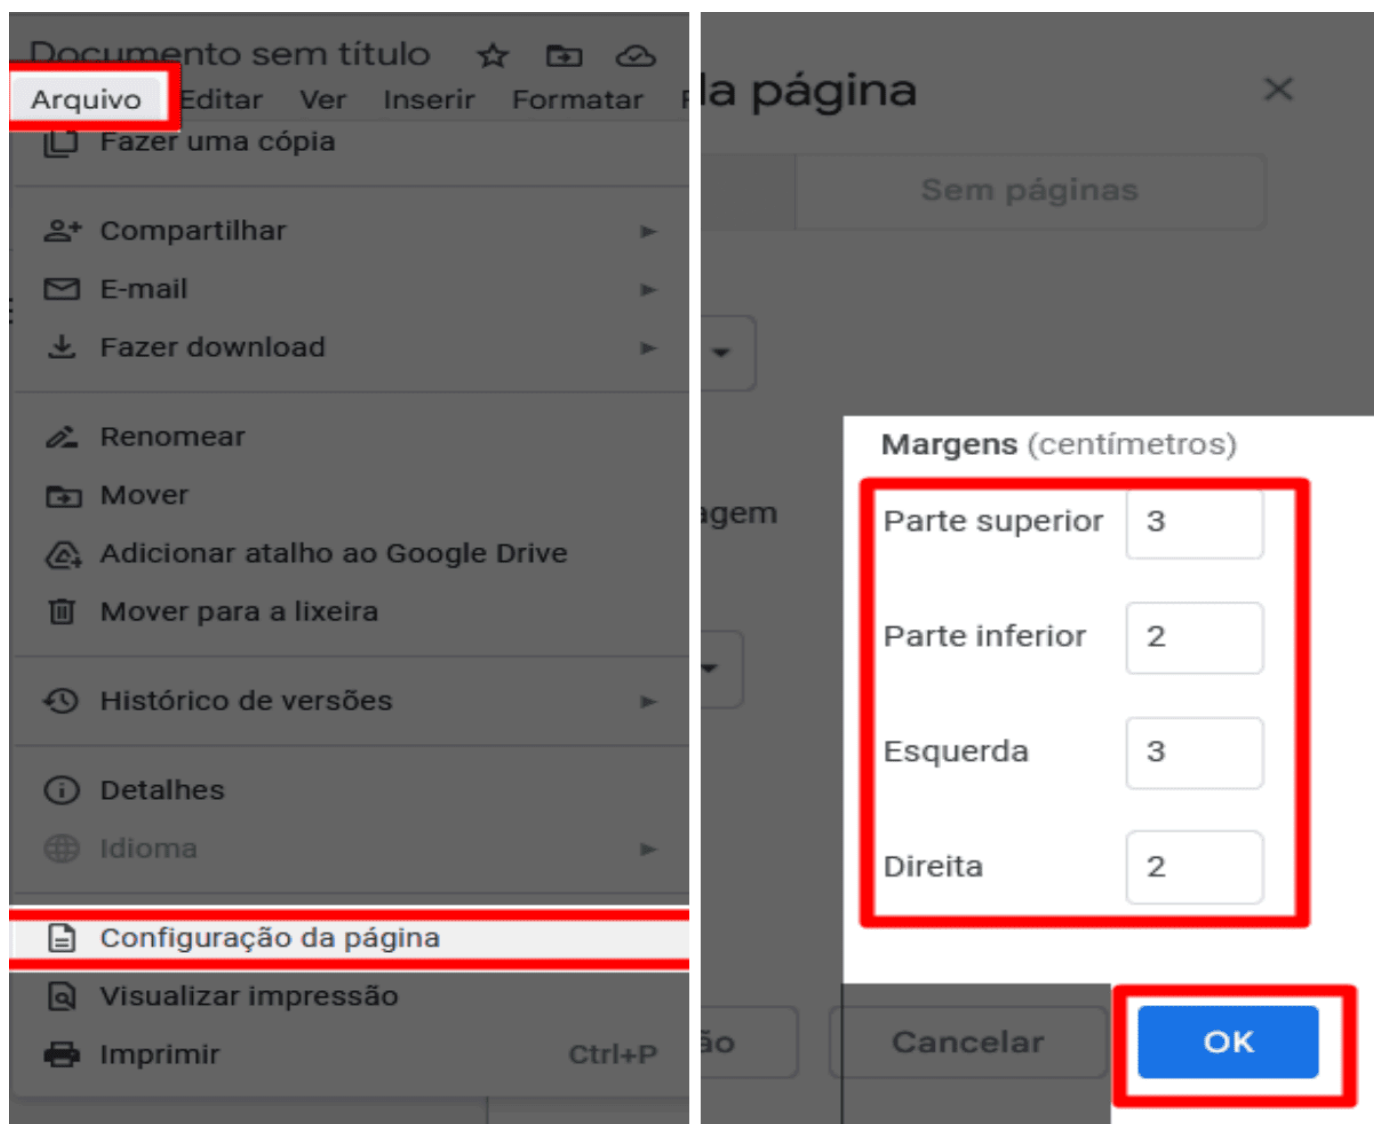 Documento sem título
Arquivo Editar Ver Inserir Formatar
Fazer uma cópia
Compartilhar
E-mail
Fazer download
Renomear
Mover
Adicionar atalho ao Google Drive
Mover para a lixeira
Histórico de versões
Detalhes
Idioma
Configuração da página
Visualizar impressão
Imprimir Ctrl+P
da página
Sem páginas
Margens (centímetros)
agem
Parte superior 3
Parte inferior 2
Esquerda 3
Direita 2
ão Cancelar OK